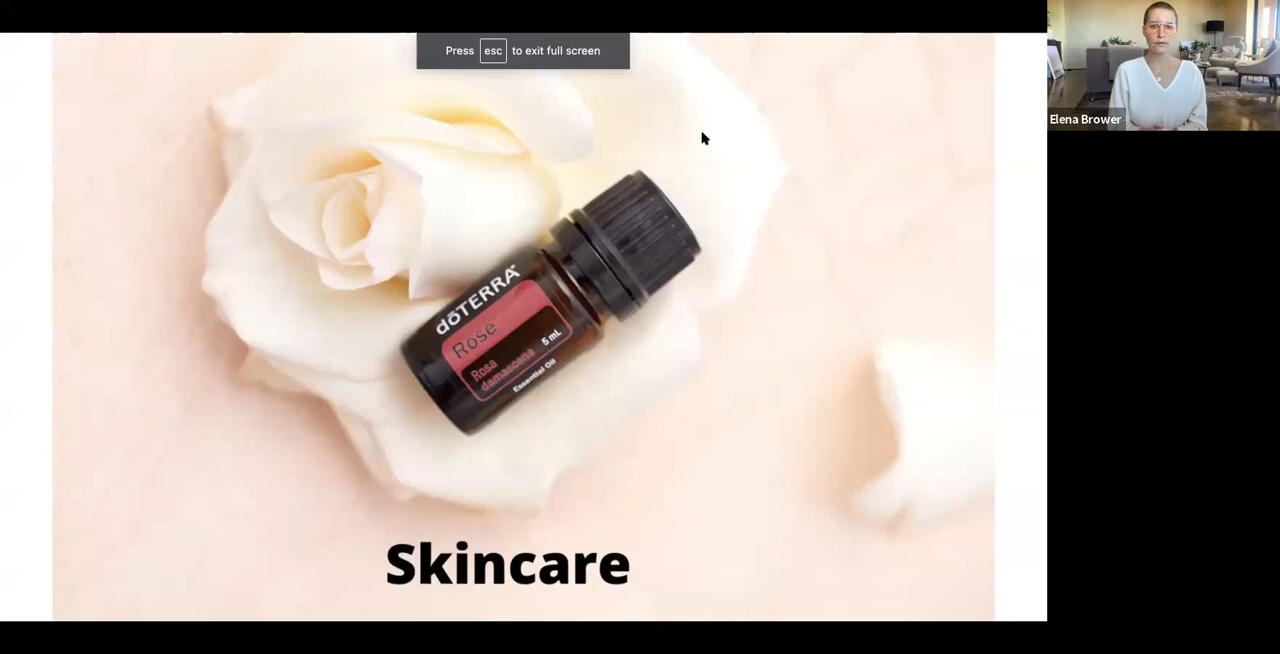 Press esc to exit full screen
Elena Brower
dōTERRA
Rose
Rosa
damascena
5 mL
Essential Oil
Skincare